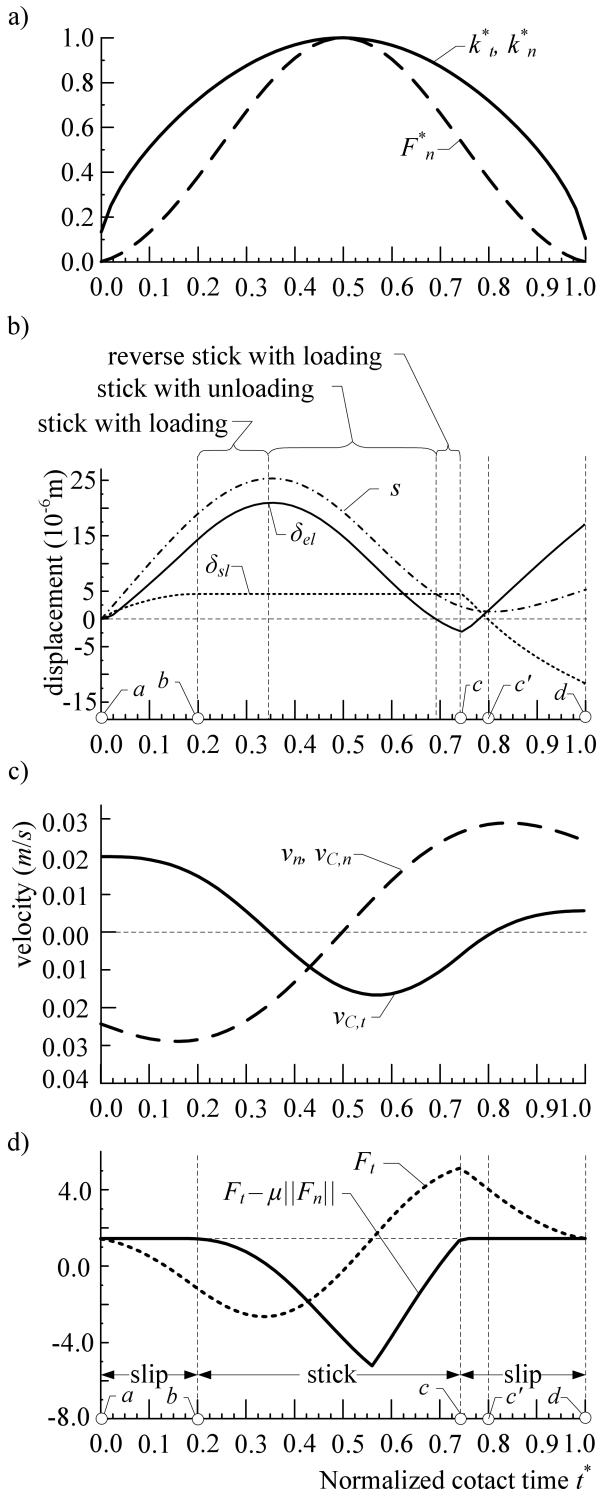 a)
1.0
k*t, k*n
0.8
0.6
F*n
0.4
0.2
0.0
0.0 0.1 0.2 0.3 0.4 0.5 0.6 0.7 0.8 0.9 1.0
b)
reverse stick with loading
stick with unloading
stick with loading
displacement (10-6m)
25
s
15
δel
δsl
5
0
-5
-15
a b c c' d
0.0 0.1 0.2 0.3 0.4 0.5 0.6 0.7 0.8 0.9 1.0
c)
velocity (m/s)
0.03
vn, vC,n
0.02
0.00
0.01
0.02
vC,t
0.03
0.04
0.0 0.1 0.2 0.3 0.4 0.5 0.6 0.7 0.8 0.9 1.0
d)
Ft
4.0
Ft – μ||Fn||
0.0
-4.0
slip stick slip
a b c c' d
-8.0
0.0 0.1 0.2 0.3 0.4 0.5 0.6 0.7 0.8 0.9 1.0
Normalized cotact time t*